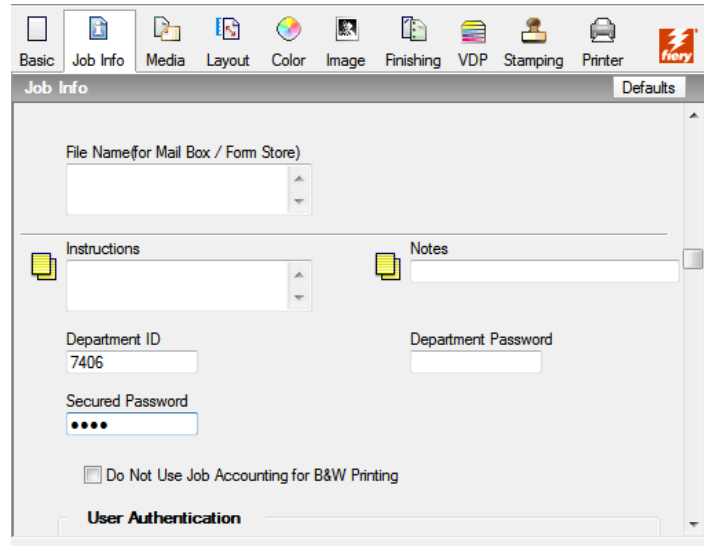 Basic Job Info Media Layout Color Image Finishing VDP Stamping Printer fiery
Job Info Defaults
File Name(for Mail Box / Form Store)
Instructions Notes
Department ID Department Password
7406
Secured Password
••••
Do Not Use Job Accounting for B&W Printing
User Authentication